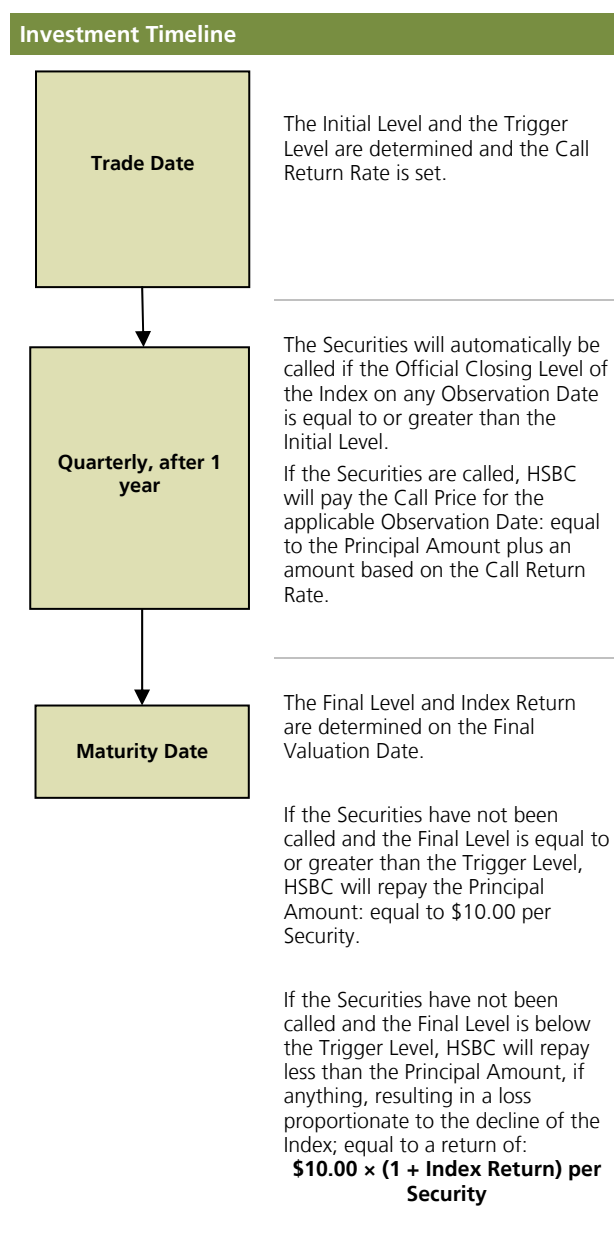 Investment Timeline
Trade Date
The Initial Level and the Trigger
Level are determined and the Call
Return Rate is set.
Quarterly, after 1
year
The Securities will automatically be
called if the Official Closing Level of
the Index on any Observation Date
is equal to or greater than the
Initial Level.
If the Securities are called, HSBC
will pay the Call Price for the
applicable Observation Date: equal
to the Principal Amount plus an
amount based on the Call Return
Rate.
Maturity Date
The Final Level and Index Return
are determined on the Final
Valuation Date.
If the Securities have not been
called and the Final Level is equal to
or greater than the Trigger Level,
HSBC will repay the Principal
Amount: equal to $10.00 per
Security.
If the Securities have not been
called and the Final Level is below
the Trigger Level, HSBC will repay
less than the Principal Amount, if
anything, resulting in a loss
proportionate to the decline of the
Index; equal to a return of:
$10.00 × (1 + Index Return) per
Security